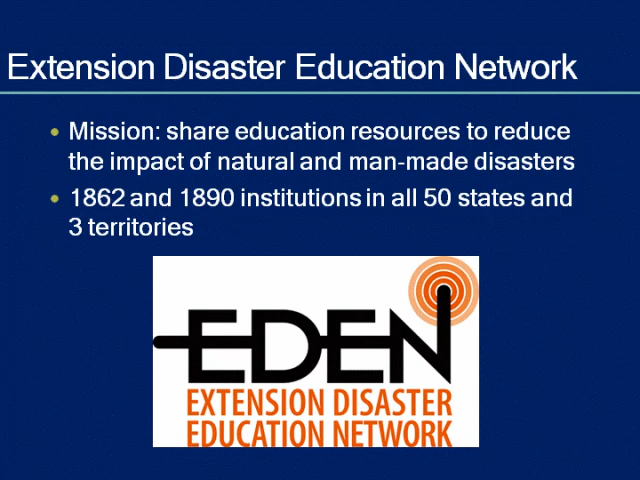 Extension Disaster Education Network
• Mission: share education resources to reduce
the impact of natural and man-made disasters
• 1862 and 1890 institutions in all 50 states and
3 territories
EDEN
EXTENSION DISASTER
EDUCATION NETWORK